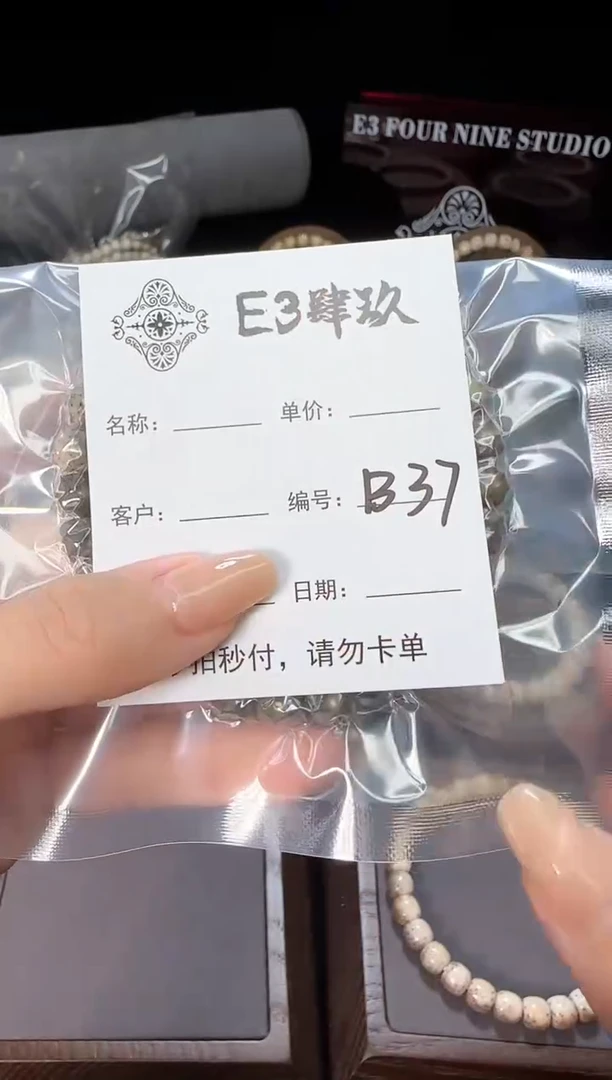 E3 FOUR NINE STUDIO
E3肆玖
名称： 单价：
客户： 编号：B37
日期：
拍秒付，请勿卡单